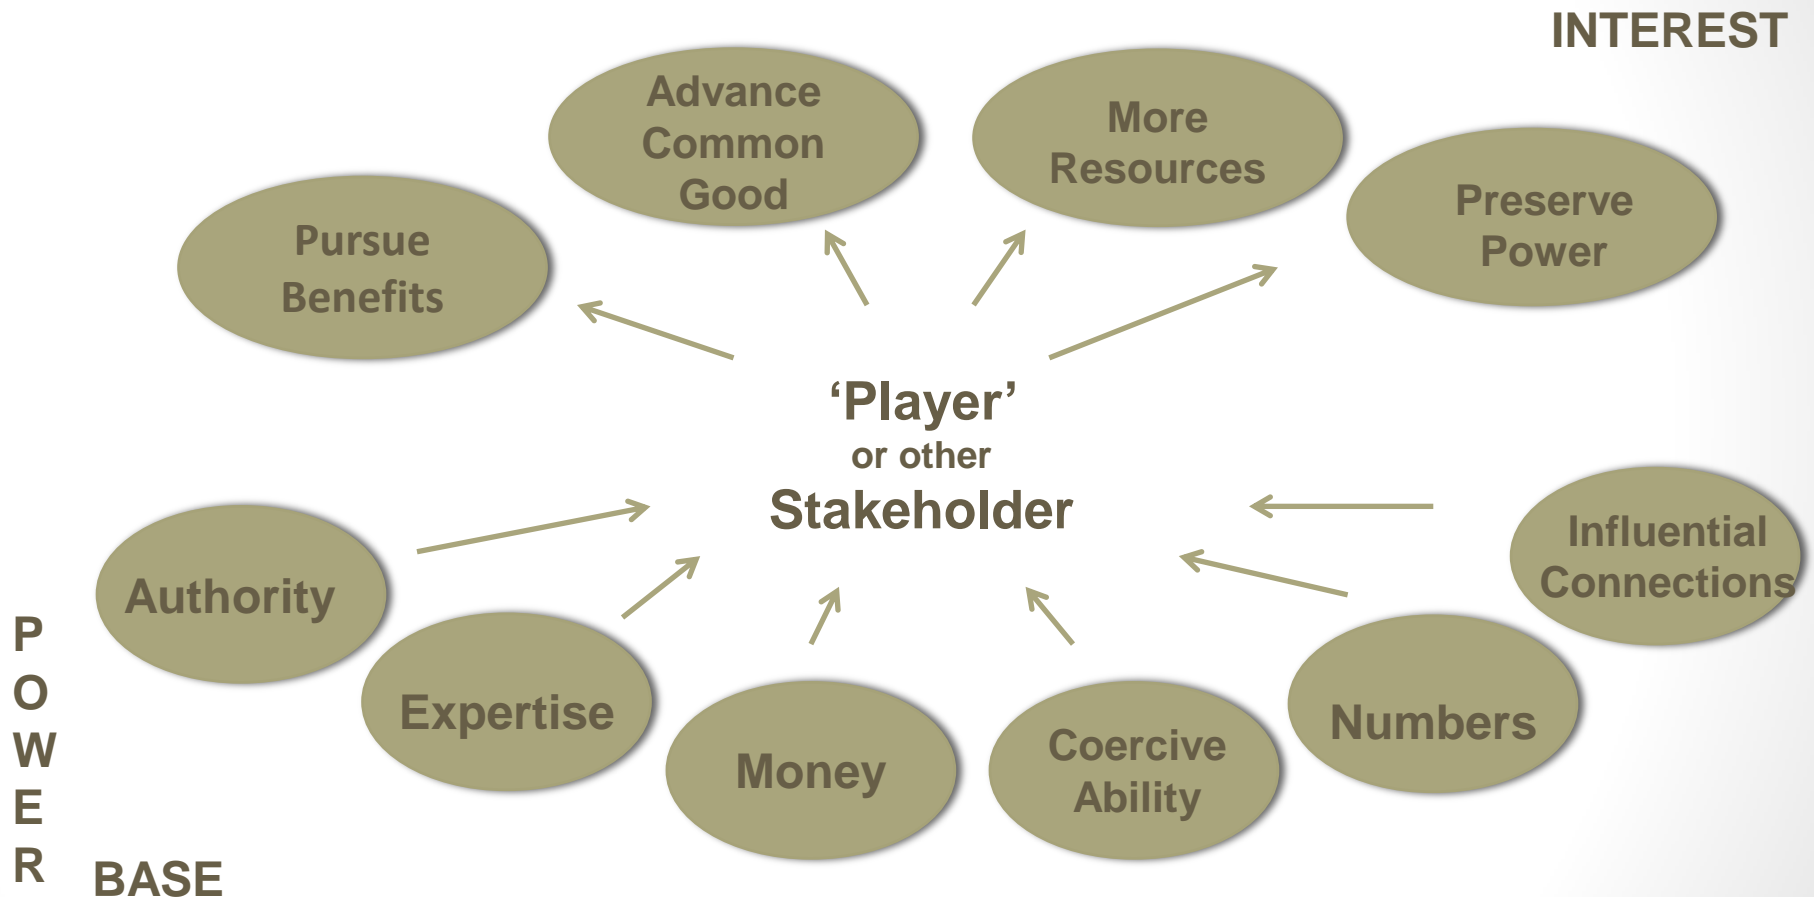 INTEREST
Advance
Common
Good
More
Resources
Preserve
Power
Pursue
Benefits
‘Player’
or other
Stakeholder
Influential
Connections
Authority
Expertise
Numbers
Money
Coercive
Ability
P
O
W
E
R
BASE